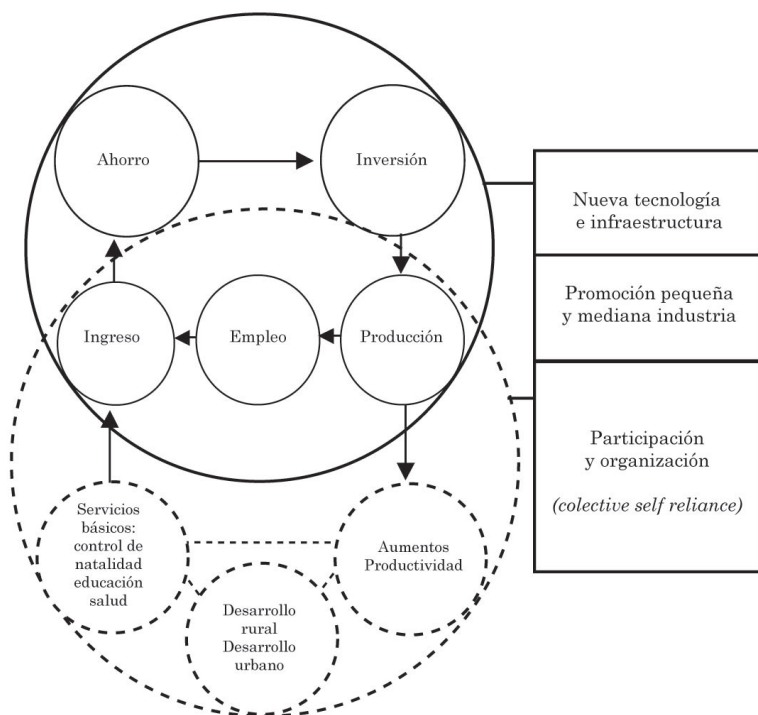 Ahorro
Inversión
Nueva tecnología
e infraestructura
Promoción pequeña
y mediana industria
Ingreso
Empleo
Producción
Participación
y organización
(colective self reliance)
Servicios
básicos:
control de
natalidad
educación
salud
Aumentos
Productividad
Desarrollo
rural
Desarrollo
urbano